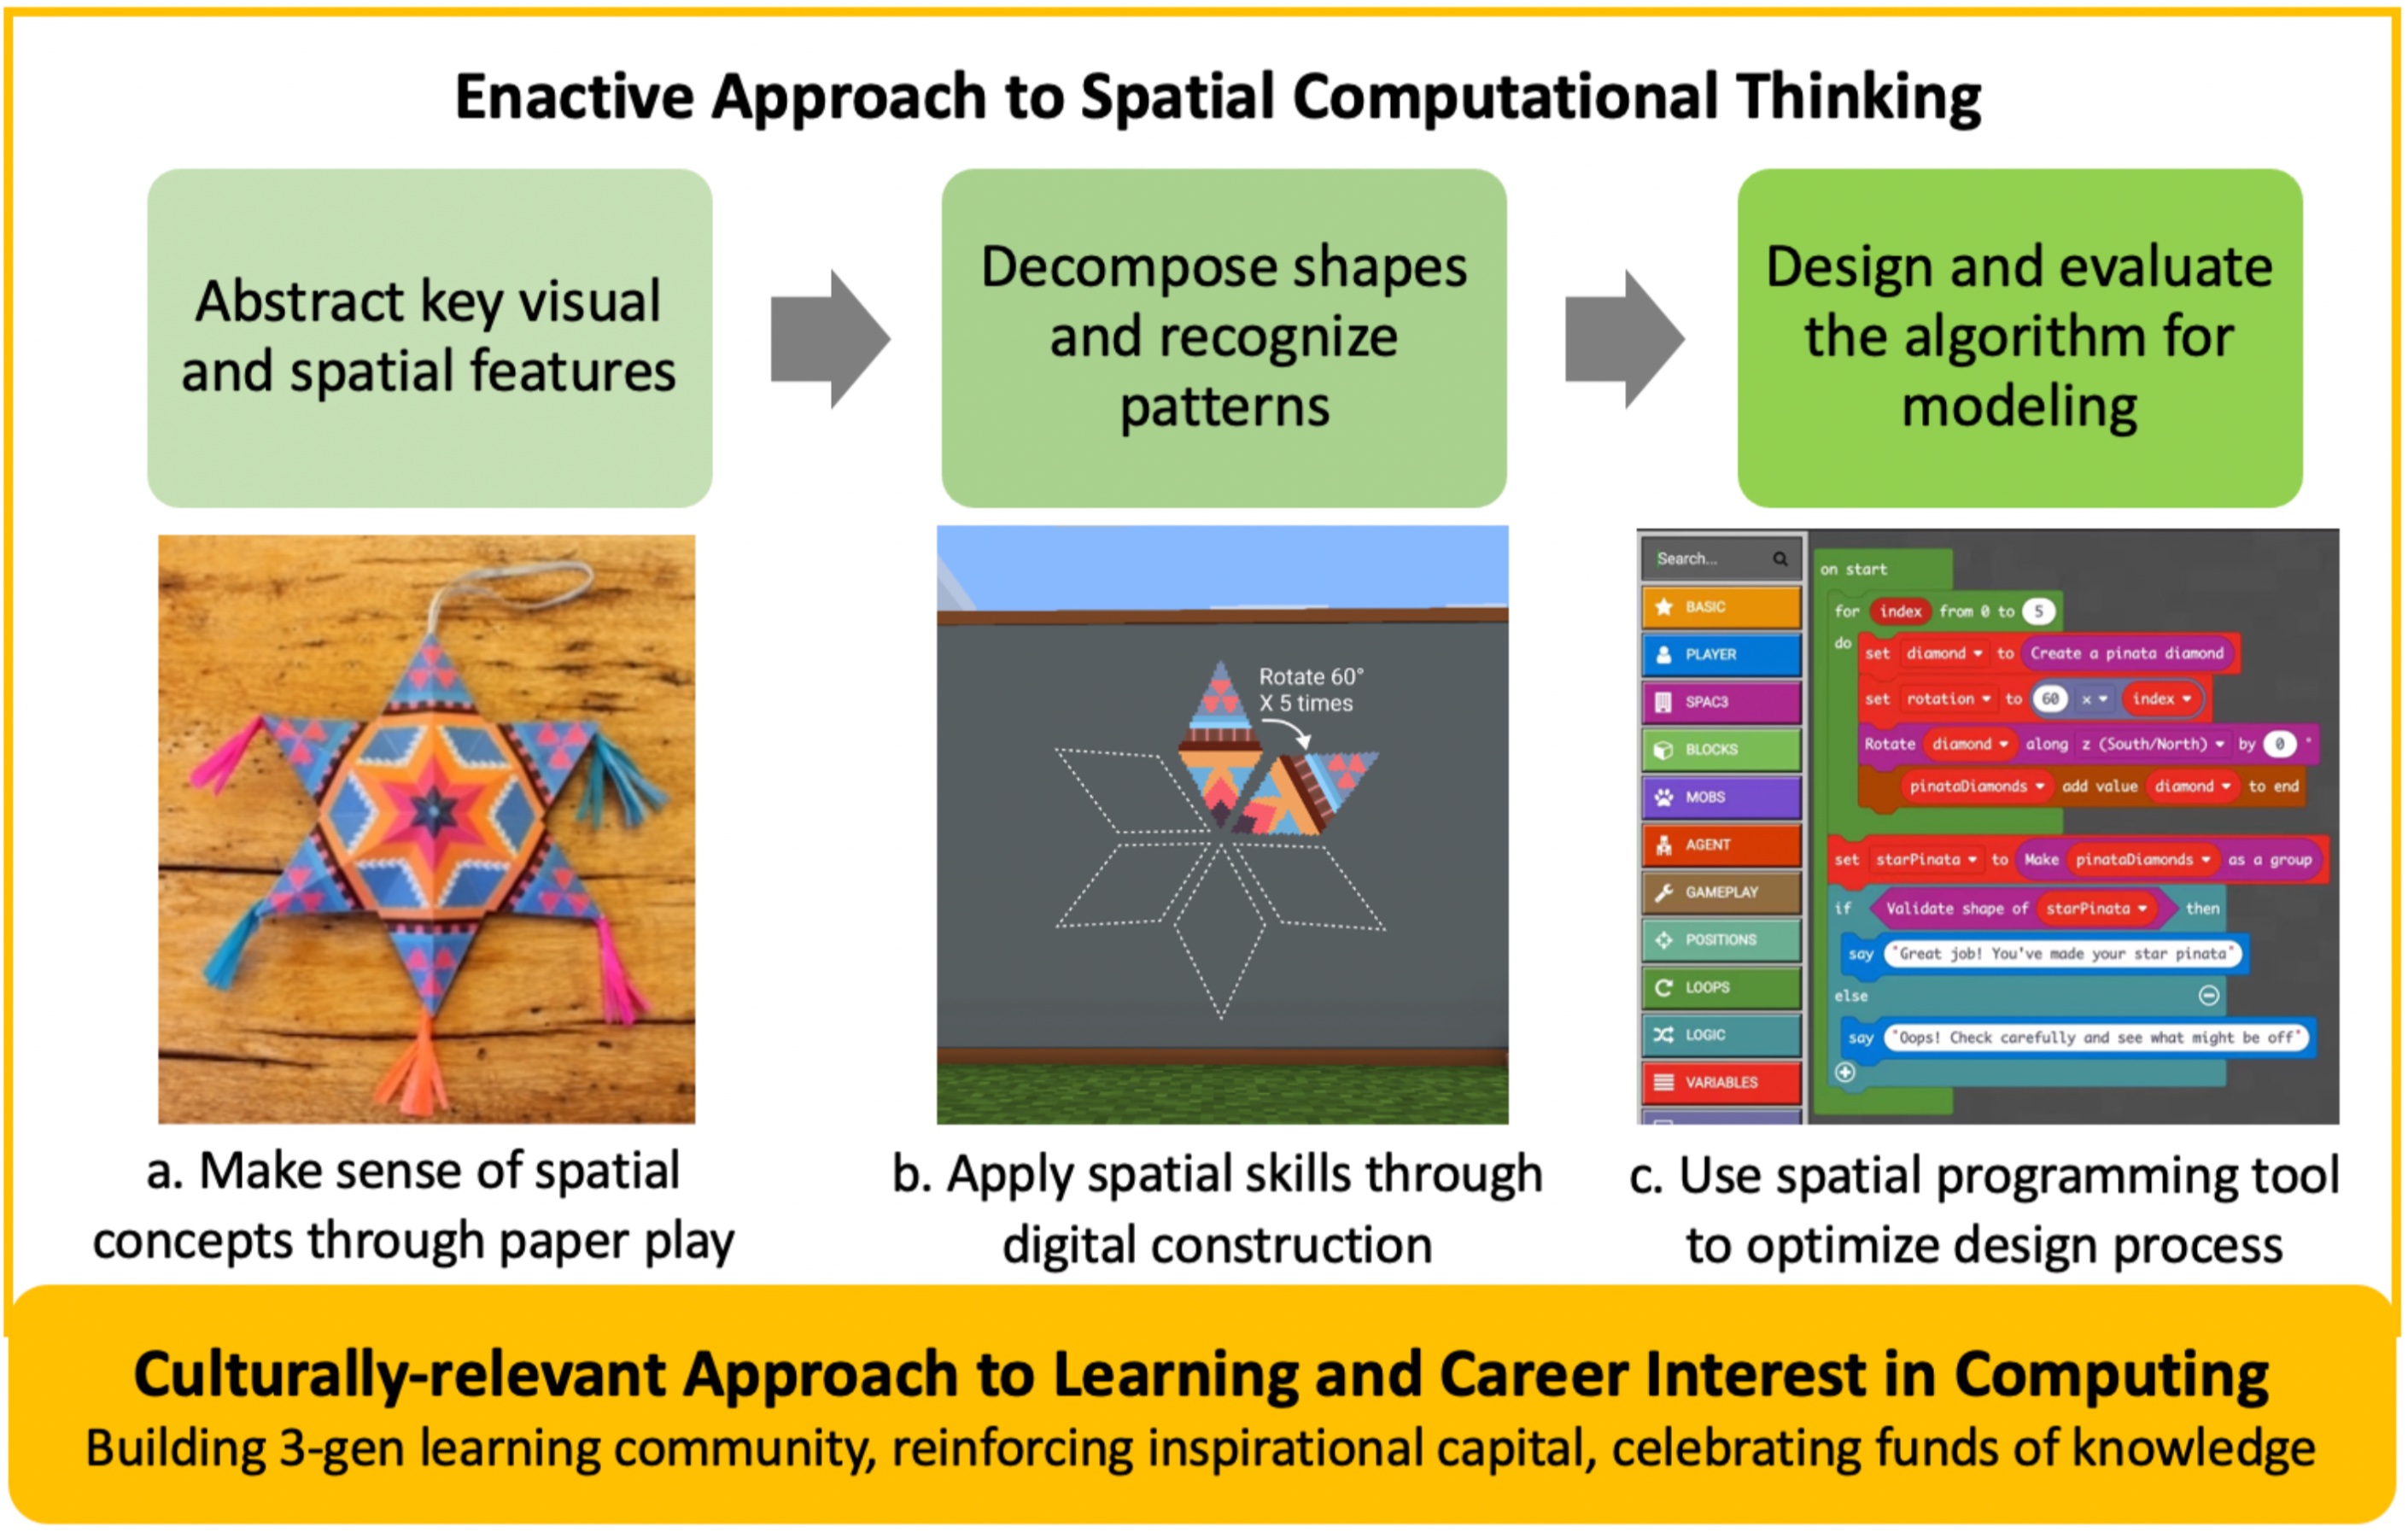 Enactive Approach to Spatial Computational Thinking
Abstract key visual
and spatial features
Decompose shapes
and recognize
patterns
Design and evaluate
the algorithm for
modeling
Rotate 60°
X 5 times
Search...
BASIC
PLAYER
SPAC3
BLOCKS
MOBS
AGENT
GAMEPLAY
POSITIONS
LOOPS
LOGIC
VARIABLES
on start
for index from 0 to 5
do set diamond to Create a pinata diamond
set rotation to 60 x index
Rotate diamond along z (South/North) by 0 °
pinataDiamonds add value diamond to end
set starPinata to Make pinataDiamonds as a group
if Validate shape of starPinata then
say "Great job! You've made your star pinata"
else
say "Oops! Check carefully and see what might be off"
a. Make sense of spatial
concepts through paper play
b. Apply spatial skills through
digital construction
c. Use spatial programming tool
to optimize design process
Culturally-relevant Approach to Learning and Career Interest in Computing
Building 3-gen learning community, reinforcing inspirational capital, celebrating funds of knowledge